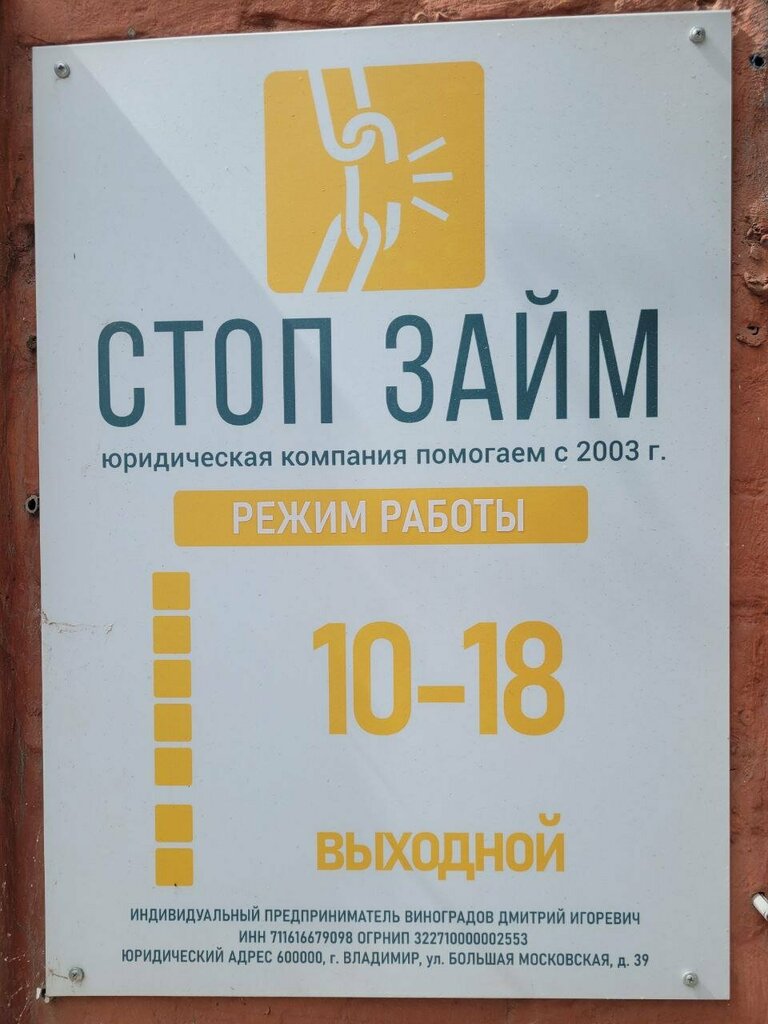 СТОП ЗАЙМ
юридическая компания помогаем с 2003 г.
РЕЖИМ РАБОТЫ
10-18
ВЫХОДНОЙ
ИНДИВИДУАЛЬНЫЙ ПРЕДПРИНИМАТЕЛЬ ВИНОГРАДОВ ДМИТРИЙ ИГОРЕВИЧ
ИНН 711616679098 ОГРНИП 322710000002553
ЮРИДИЧЕСКИЙ АДРЕС 600000, г. ВЛАДИМИР, ул. БОЛЬШАЯ МОСКОВСКАЯ, д. 39